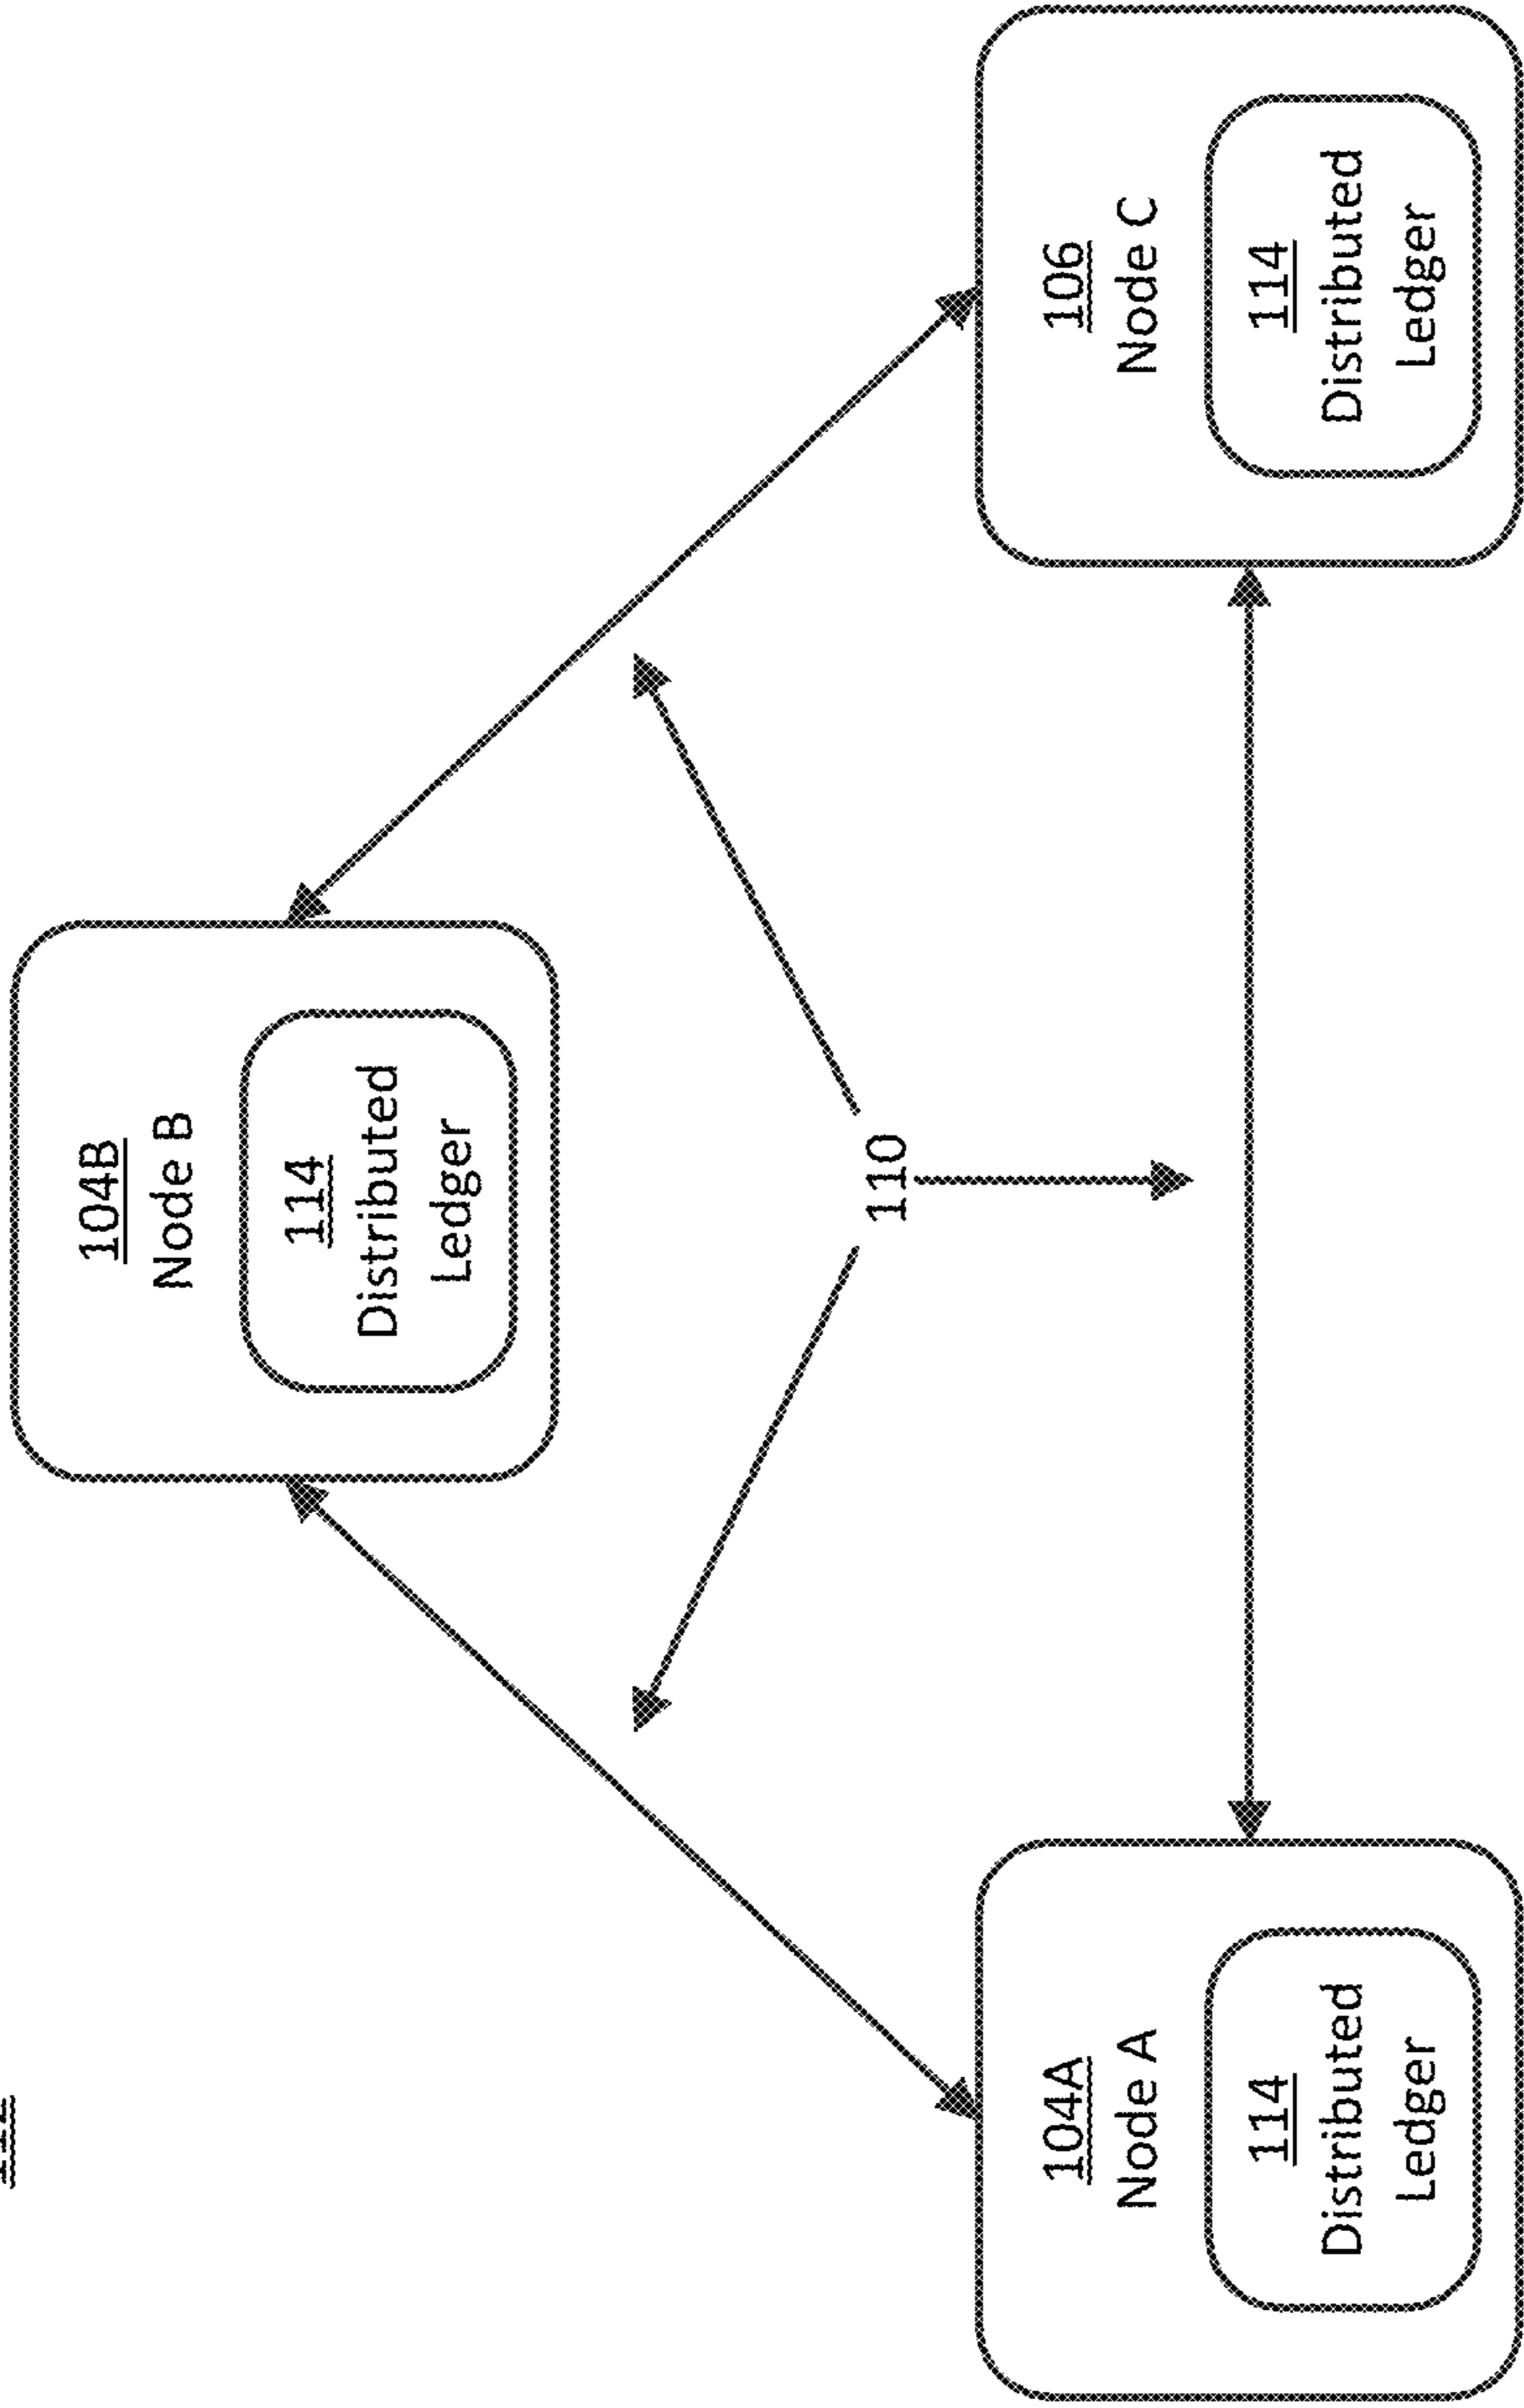 104B
Node B
114
Distributed
Ledger
110
104A
Node A
114
Distributed
Ledger
106
Node C
114
Distributed
Ledger